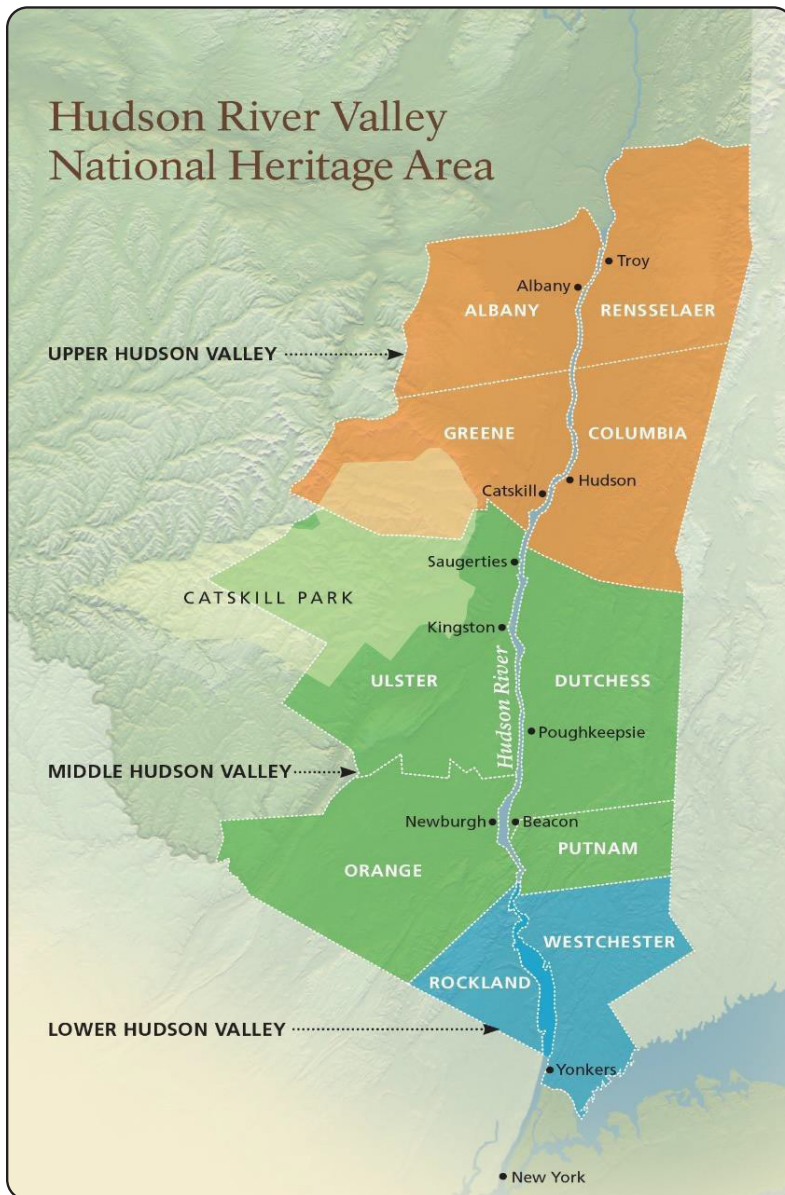 Hudson River Valley
National Heritage Area
Troy
Albany
ALBANY
RENSSELAER
UPPER HUDSON VALLEY
GREENE
COLUMBIA
Hudson
Catskill
Saugerties
CATSKILL PARK
Kingston
Hudson River
ULSTER
DUTCHESS
Poughkeepsie
MIDDLE HUDSON VALLEY
Newburgh
Beacon
PUTNAM
ORANGE
WESTCHESTER
ROCKLAND
LOWER HUDSON VALLEY
Yonkers
New York